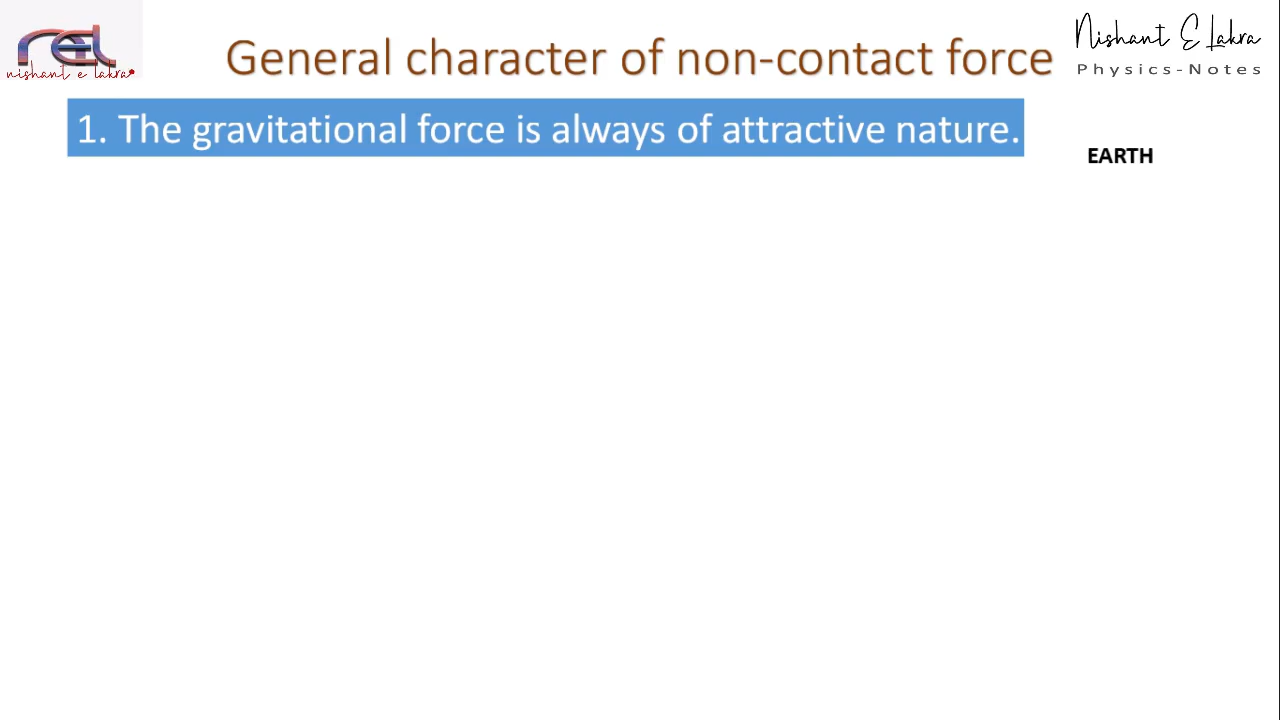 nishant e lakra
General character of non-contact force
Nishant E Lakra
Physics-Notes
1. The gravitational force is always of attractive nature.
EARTH